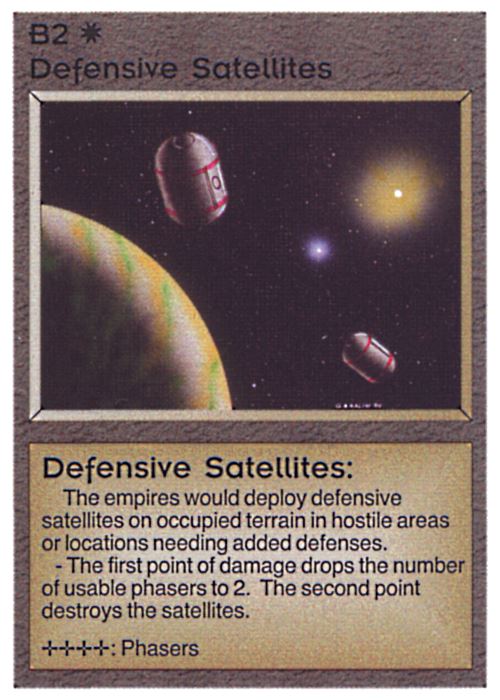 B2 ✷
Defensive Satellites
Defensive Satellites:
The empires would deploy defensive
satellites on occupied terrain in hostile areas
or locations needing added defenses.
- The first point of damage drops the number
of usable phasers to 2. The second point
destroys the satellites.
✢✢✢✢: Phasers